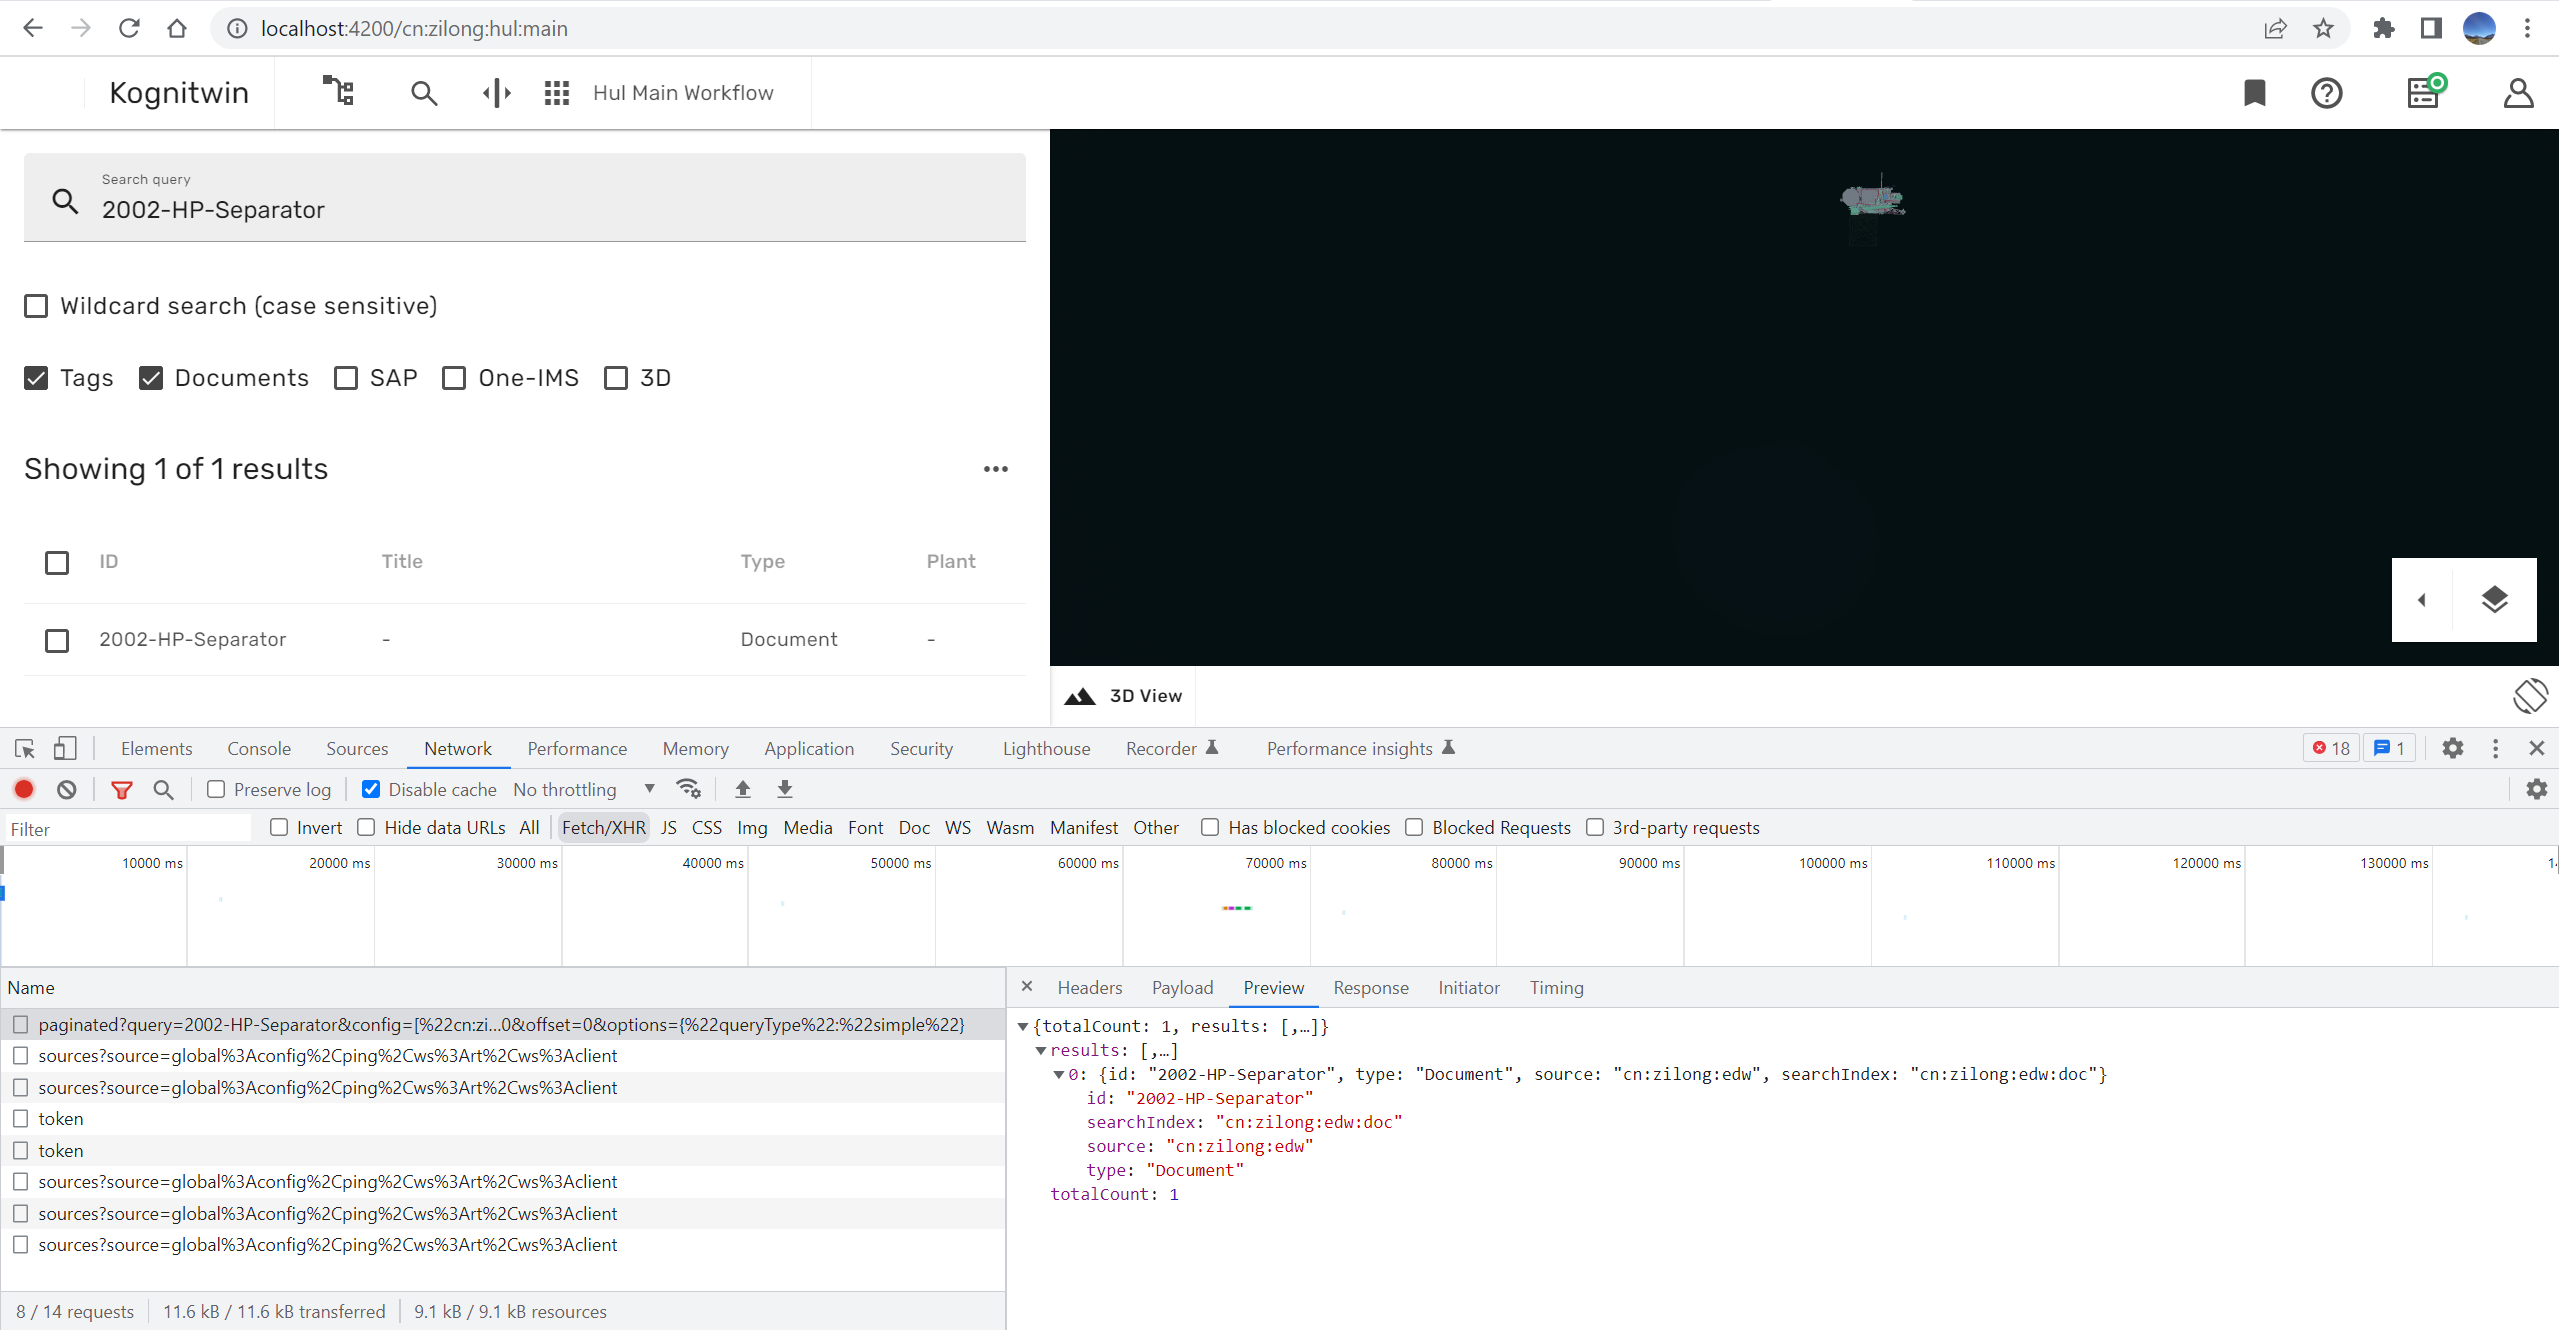 localhost:4200/cn:zilong:hul:main
Kognitwin
Hul Main Workflow
Search query
2002-HP-Separator
Wildcard search (case sensitive)
Tags Documents SAP One-IMS 3D
Showing 1 of 1 results
ID Title Type Plant
2002-HP-Separator - Document -
3D View
Elements Console Sources Network Performance Memory Application Security Lighthouse Recorder Performance insights 18 1
Preserve log Disable cache No throttling
Filter Invert Hide data URLs All Fetch/XHR JS CSS Img Media Font Doc WS Wasm Manifest Other Has blocked cookies Blocked Requests 3rd-party requests
10000 ms 20000 ms 30000 ms 40000 ms 50000 ms 60000 ms 70000 ms 80000 ms 90000 ms 100000 ms 110000 ms 120000 ms 130000 ms
Name
paginated?query=2002-HP-Separator&config=[%22cn:zi...0&offset=0&options={%22queryType%22:%22simple%22}
sources?source=global%3Aconfig%2Cping%2Cws%3Art%2Cws%3Aclient
sources?source=global%3Aconfig%2Cping%2Cws%3Art%2Cws%3Aclient
token
token
sources?source=global%3Aconfig%2Cping%2Cws%3Art%2Cws%3Aclient
sources?source=global%3Aconfig%2Cping%2Cws%3Art%2Cws%3Aclient
sources?source=global%3Aconfig%2Cping%2Cws%3Art%2Cws%3Aclient
8 / 14 requests 11.6 kB / 11.6 kB transferred 9.1 kB / 9.1 kB resources
Headers Payload Preview Response Initiator Timing
{totalCount: 1, results: [,…]}
results: [,…]
0: {id: "2002-HP-Separator", type: "Document", source: "cn:zilong:edw", searchIndex: "cn:zilong:edw:doc"}
id: "2002-HP-Separator"
searchIndex: "cn:zilong:edw:doc"
source: "cn:zilong:edw"
type: "Document"
totalCount: 1